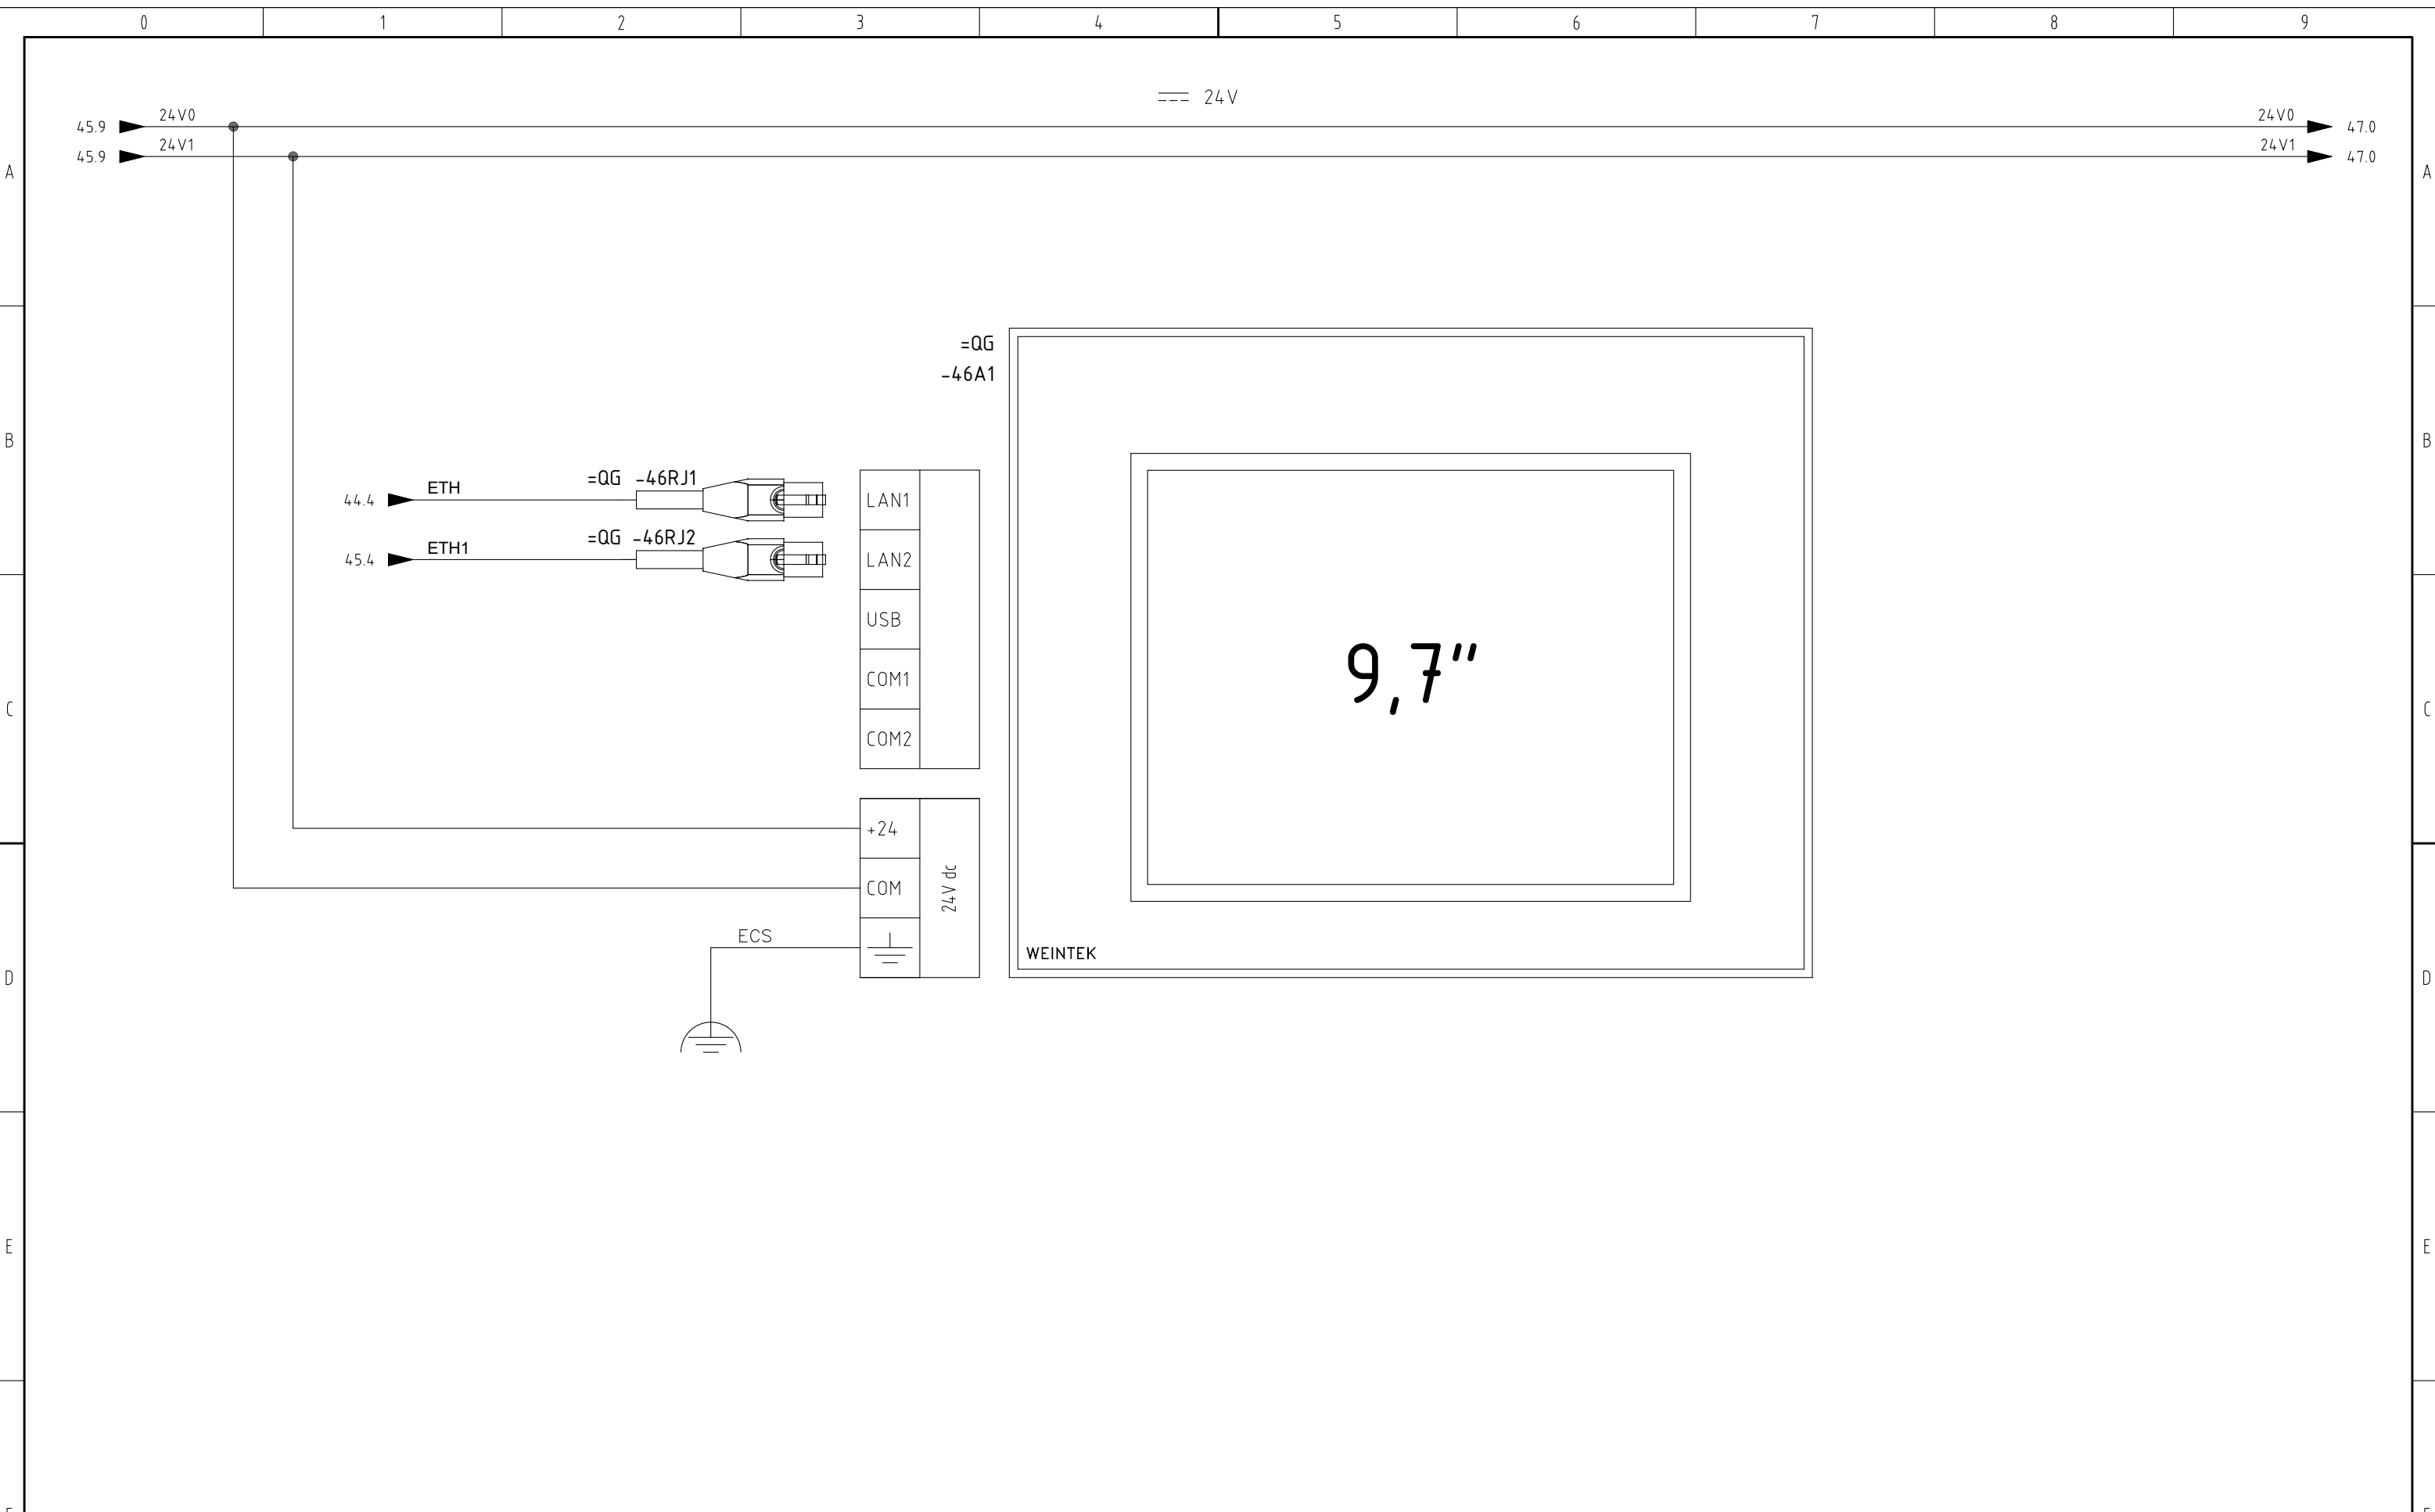 0 1 2 3 4 5 6 7 8 9
24V
45.9 24V0 24V0 47.0
45.9 24V1 24V1 47.0
A A
=QG
-46A1
B B
44.4 ETH =QG -46RJ1 LAN1
45.4 ETH1 =QG -46RJ2 LAN2
USB
COM1
COM2
9,7"
C C
+24
COM
24V dc
ECS
WEINTEK
D D
E E